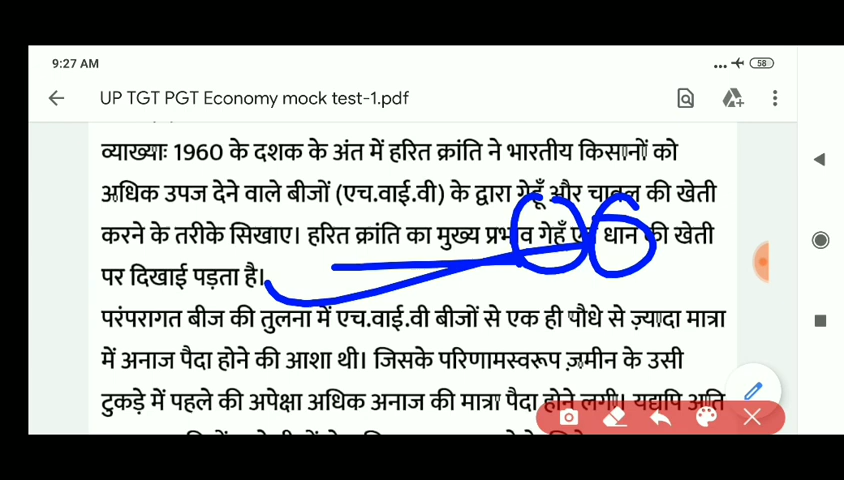 9:27 AM
58
UP TGT PGT Economy mock test-1.pdf
व्याख्याः 1960 के दशक के अंत में हरित क्रांति ने भारतीय किसानों को
अधिक उपज देने वाले बीजों (एच.वाई.वी) के द्वारा गेहूँ और चावल की खेती
करने के तरीके सिखाए। हरित क्रांति का मुख्य प्रभाव गेहूँ एवं धान की खेती
पर दिखाई पड़ता है।
परंपरागत बीज की तुलना में एच.वाई.वी बीजों से एक ही पौधे से ज़्यादा मात्रा
में अनाज पैदा होने की आशा थी। जिसके परिणामस्वरूप ज़मीन के उसी
टुकड़े में पहले की अपेक्षा अधिक अनाज की मात्रा पैदा होने लगी। यद्यपि अति